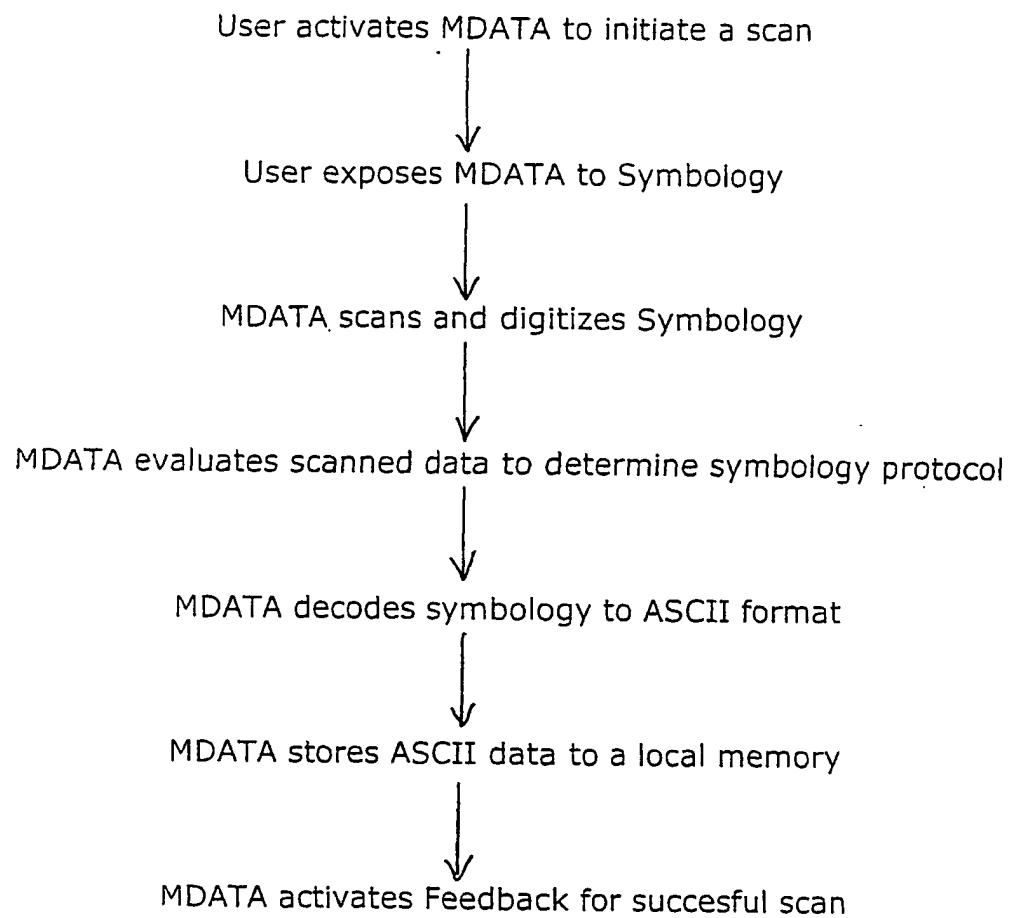 User activates MDATA to initiate a scan
User exposes MDATA to Symbology
MDATA scans and digitizes Symbology
MDATA evaluates scanned data to determine symbology protocol
MDATA decodes symbology to ASCII format
MDATA stores ASCII data to a local memory
MDATA activates Feedback for succesful scan